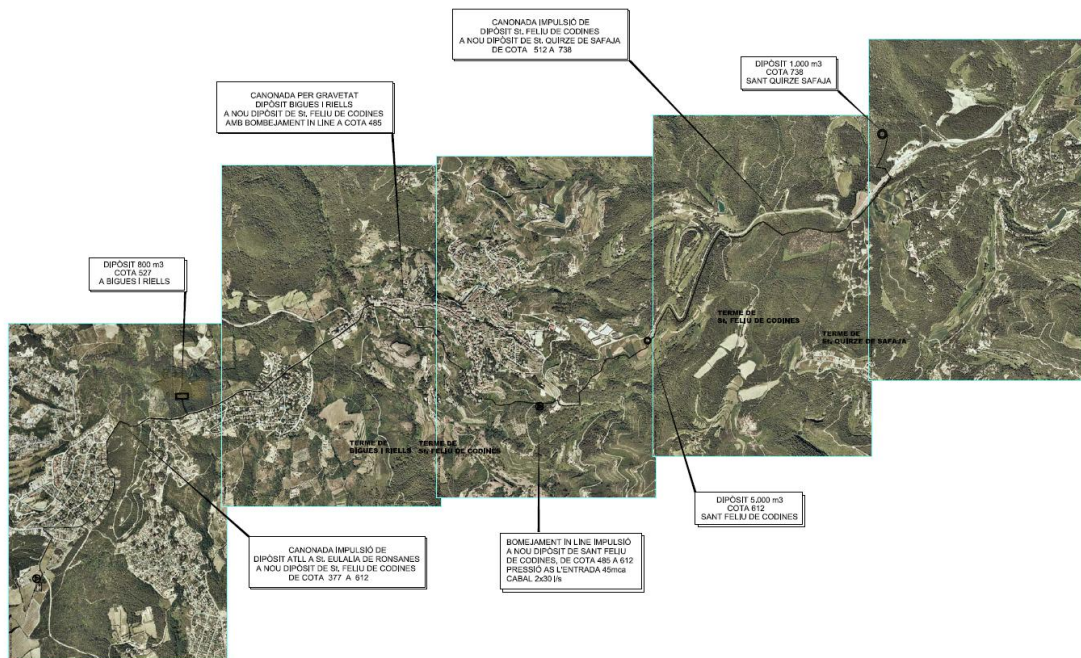 CANONADA IMPULSIÓ DE
DIPÒSIT St. FELIU DE CODINES
A NOU DIPÒSIT DE St. QUIRZE DE SAFAJA
DE COTA 512 A 738
DIPÒSIT 1,000 m3
COTA 738
SANT QUIRZE SAFAJA
CANONADA PER GRAVETAT
DIPÒSIT BIGUES I RIELLS
A NOU DIPÒSIT DE St. FELIU DE CODINES
AMB BOMBEJAMENT IN LINE A COTA 485
DIPÒSIT 800 m3
COTA 527
A BIGUES I RIELLS
TERME DE
St. FELIU DE CODINES
TERME DE
St. QUIRZE DE SAFAJA
TERME DE
BIGUES I RIELLS
TERME DE
St. FELIU DE CODINES
DIPÒSIT 5,000 m3
COTA 612
SANT FELIU DE CODINES
CANONADA IMPULSIÓ DE
DIPÒSIT ATLL A St. EULALIA DE RONSANES
A NOU DIPÒSIT DE St. FELIU DE CODINES
DE COTA 377 A 612
BOMEJAMENT IN LINE IMPULSIÓ
A NOU DIPÒSIT DE SANT FELIU
DE CODINES, DE COTA 485 A 612
PRESSIÓ AS L'ENTRADA 45mca
CABAL 2x30 l/s